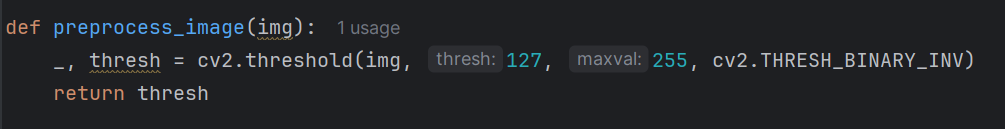 def preprocess_image(img):  1 usage
    _, thresh = cv2.threshold(img,  thresh: 127,  maxval: 255, cv2.THRESH_BINARY_INV)
    return thresh